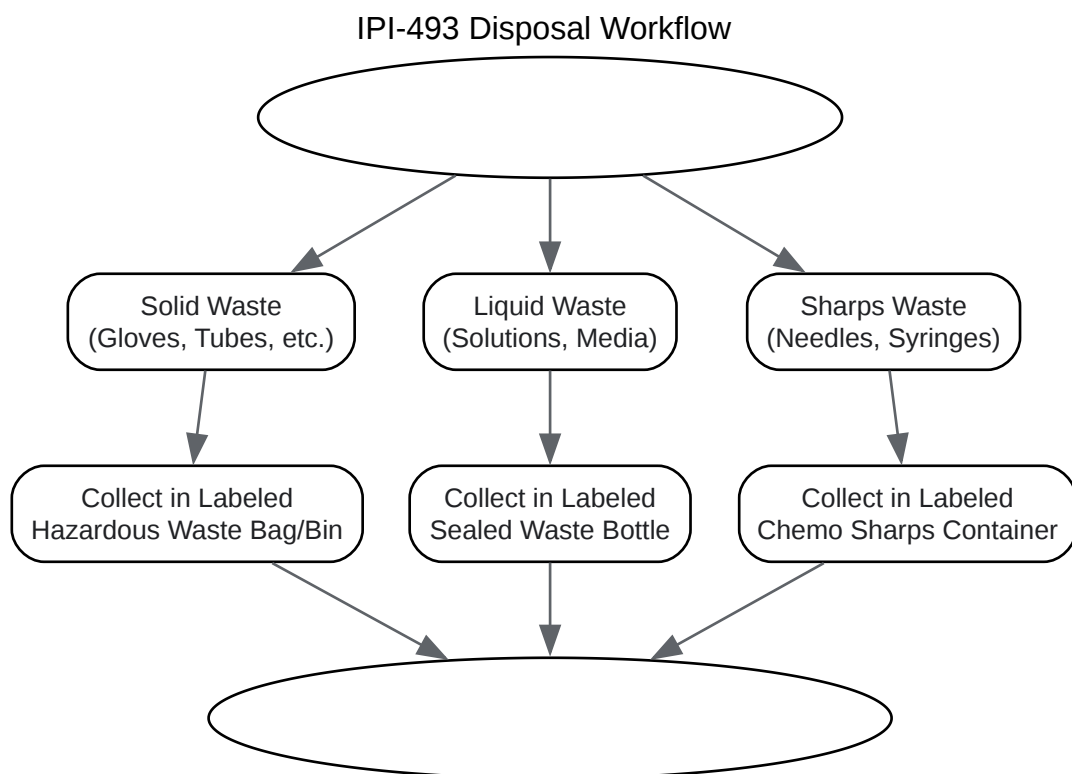 IPI-493 Disposal Workflow
Solid Waste
(Gloves, Tubes, etc.)
Liquid Waste
(Solutions, Media)
Sharps Waste
(Needles, Syringes)
Collect in Labeled
Hazardous Waste Bag/Bin
Collect in Labeled
Sealed Waste Bottle
Collect in Labeled
Chemo Sharps Container